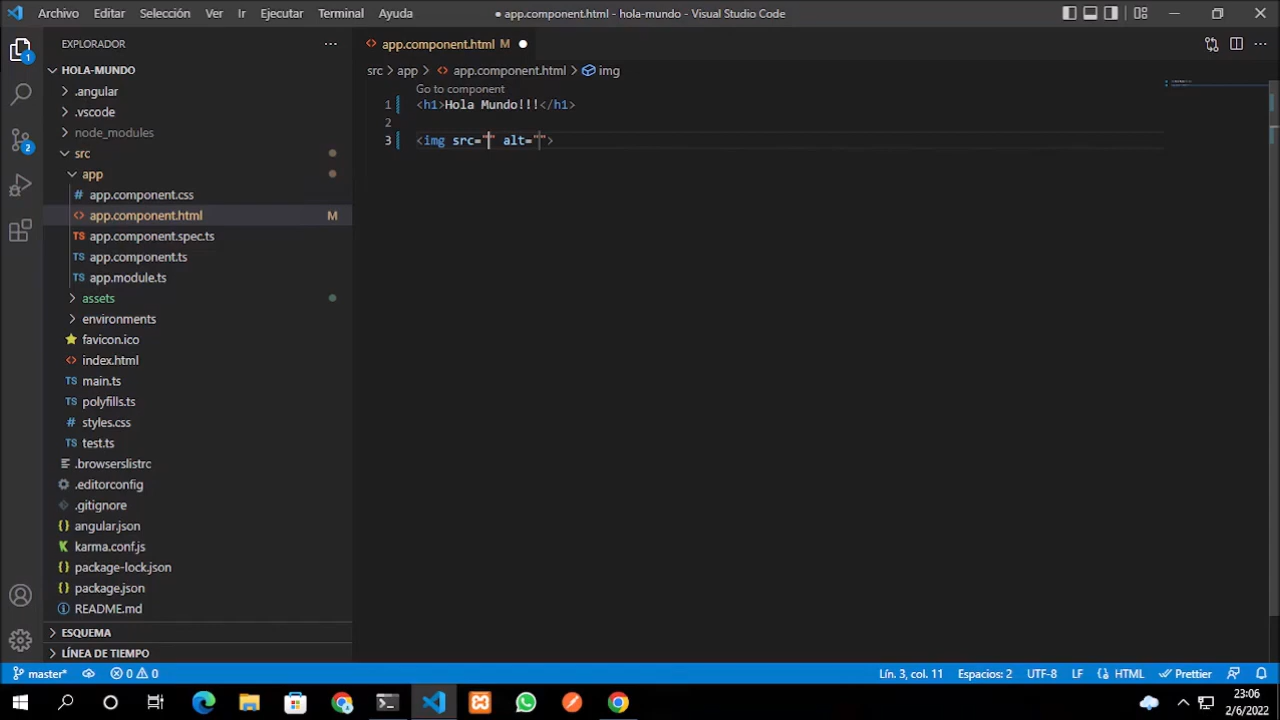 Archivo Editar Selección Ver Ir Ejecutar Terminal Ayuda
● app.component.html - hola-mundo - Visual Studio Code
EXPLORADOR
HOLA-MUNDO
.angular
.vscode
node_modules
src
app
app.component.css
app.component.html M
app.component.spec.ts
app.component.ts
app.module.ts
assets
environments
favicon.ico
index.html
main.ts
polyfills.ts
styles.css
test.ts
.browserslistrc
.editorconfig
.gitignore
angular.json
karma.conf.js
package-lock.json
package.json
README.md
ESQUEMA
LÍNEA DE TIEMPO
app.component.html M
src > app > app.component.html > img
Go to component
1 <h1>Hola Mundo!!!</h1>
2
3 <img src="" alt="">
master* 0 0
Lín. 3, col. 11 Espacios: 2 UTF-8 LF HTML Prettier
23:06
2/6/2022